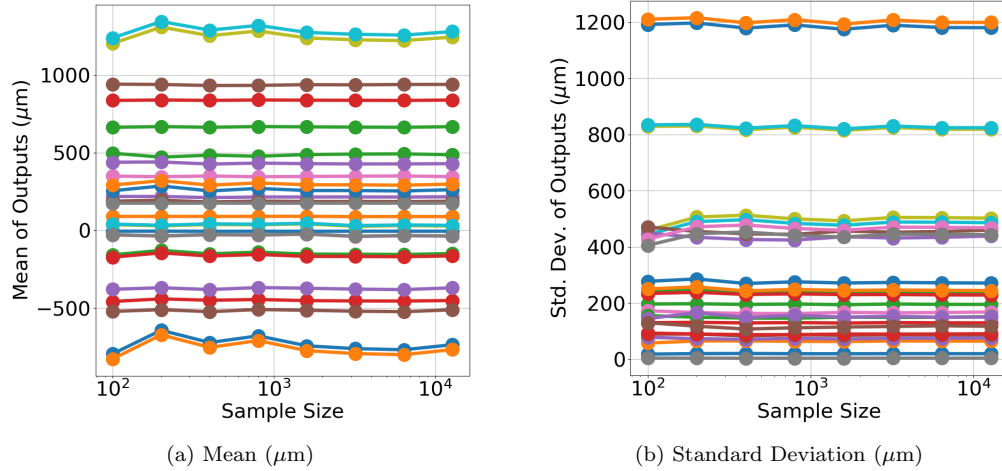 Mean of Outputs (μm)
1000
500
0
−500
10²
10³
10⁴
Sample Size
(a) Mean (μm)
Std. Dev. of Outputs (μm)
1200
1000
800
600
400
200
0
10²
10³
10⁴
Sample Size
(b) Standard Deviation (μm)